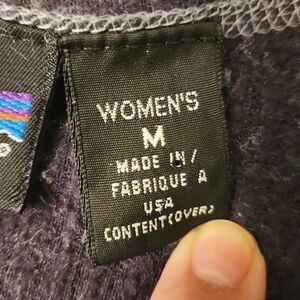 WOMEN'S
M
MADE IN/
FABRIQUE A
USA
CONTENT(OVER)